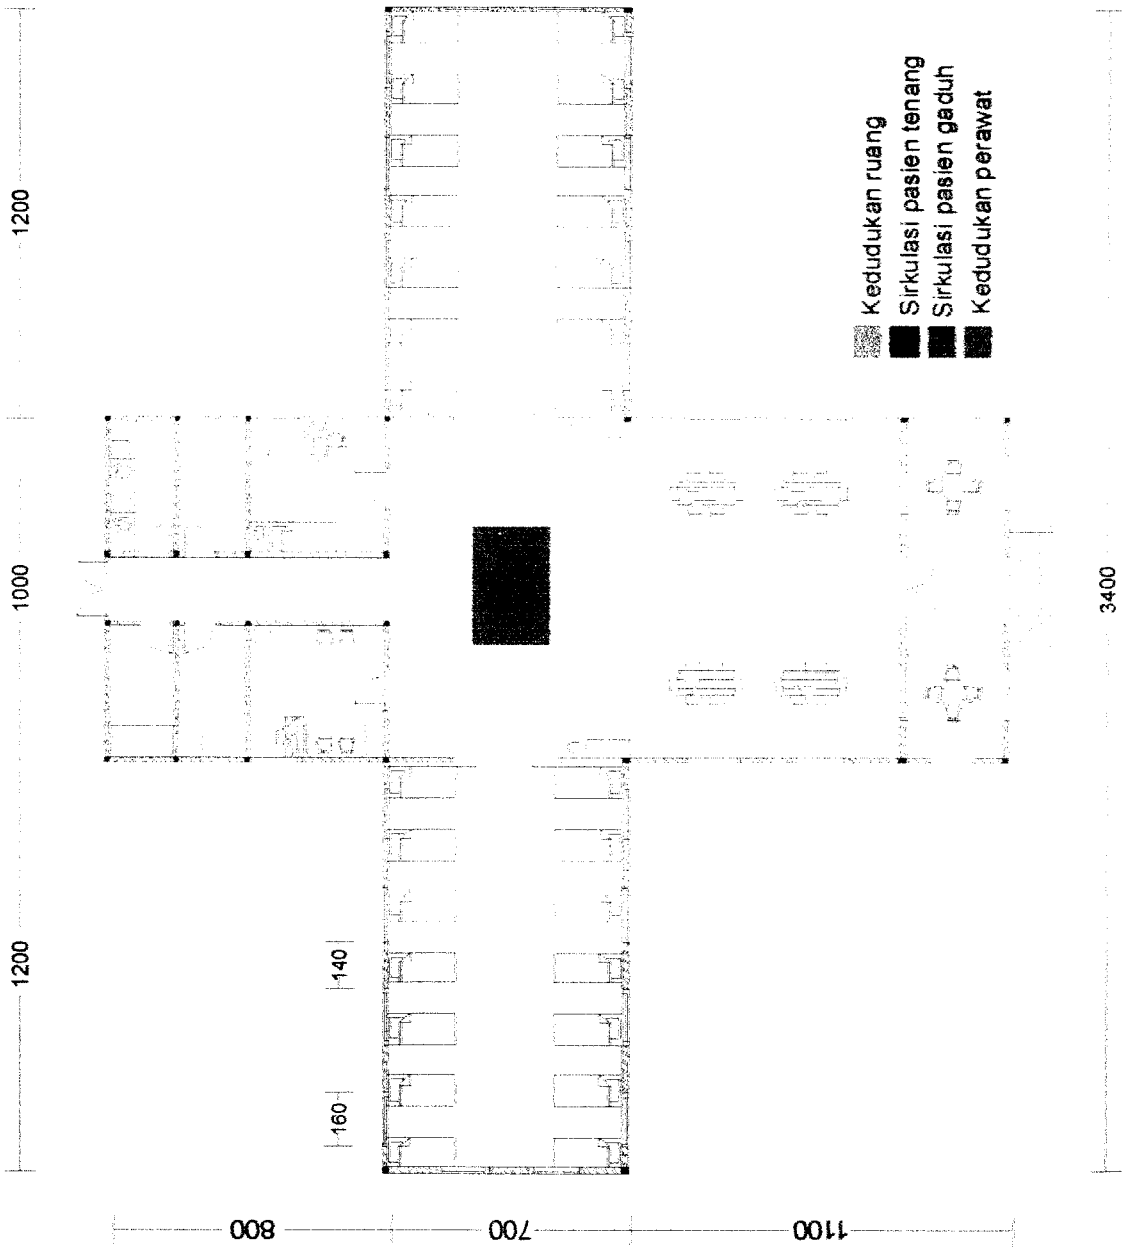 1200
1000
1200
3400
Kedudukan ruang
Sirkulasi pasien tenang
Sirkulasi pasien gaduh
Kedudukan perawat
140
160
800
700
1100